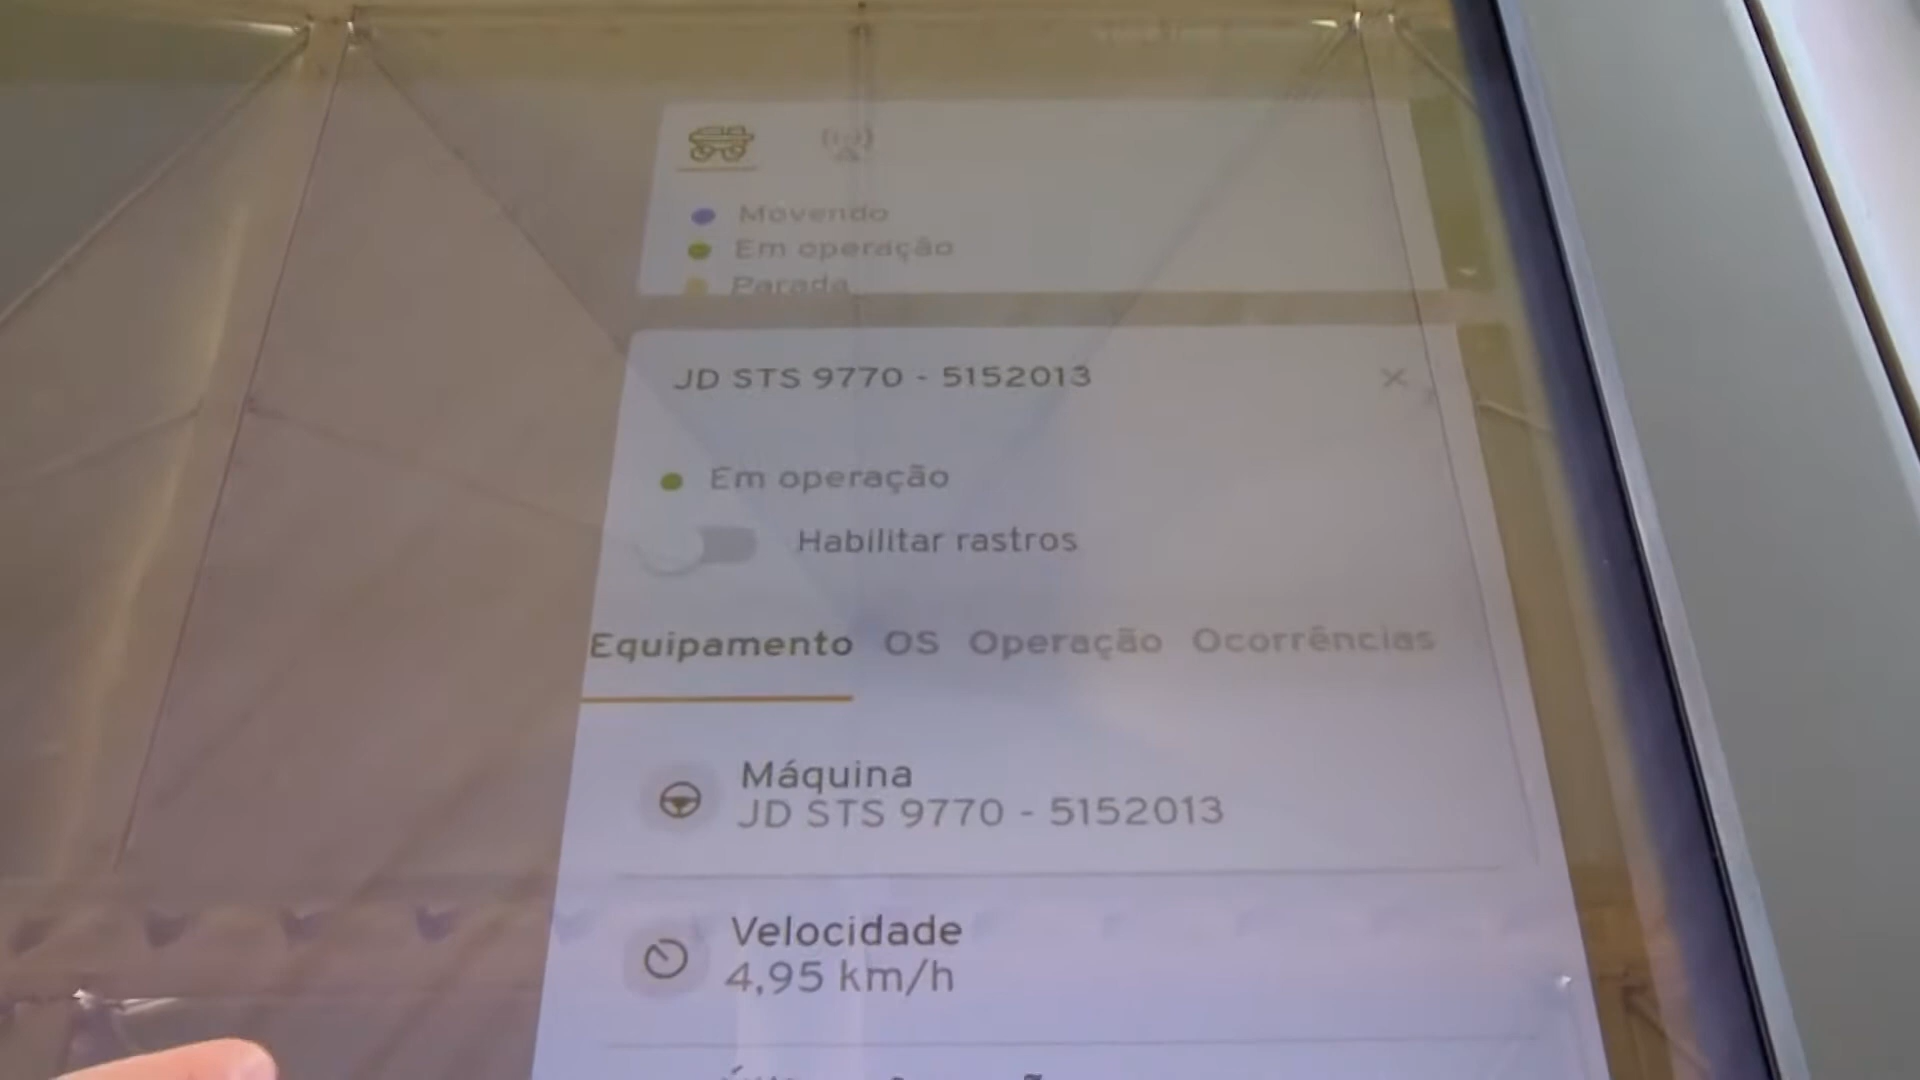 Movendo
Em operação
Parada
JD STS 9770 - 5152013
Em operação
Habilitar rastros
Equipamento OS Operação Ocorrências
Máquina
JD STS 9770 - 5152013
Velocidade
4,95 km/h